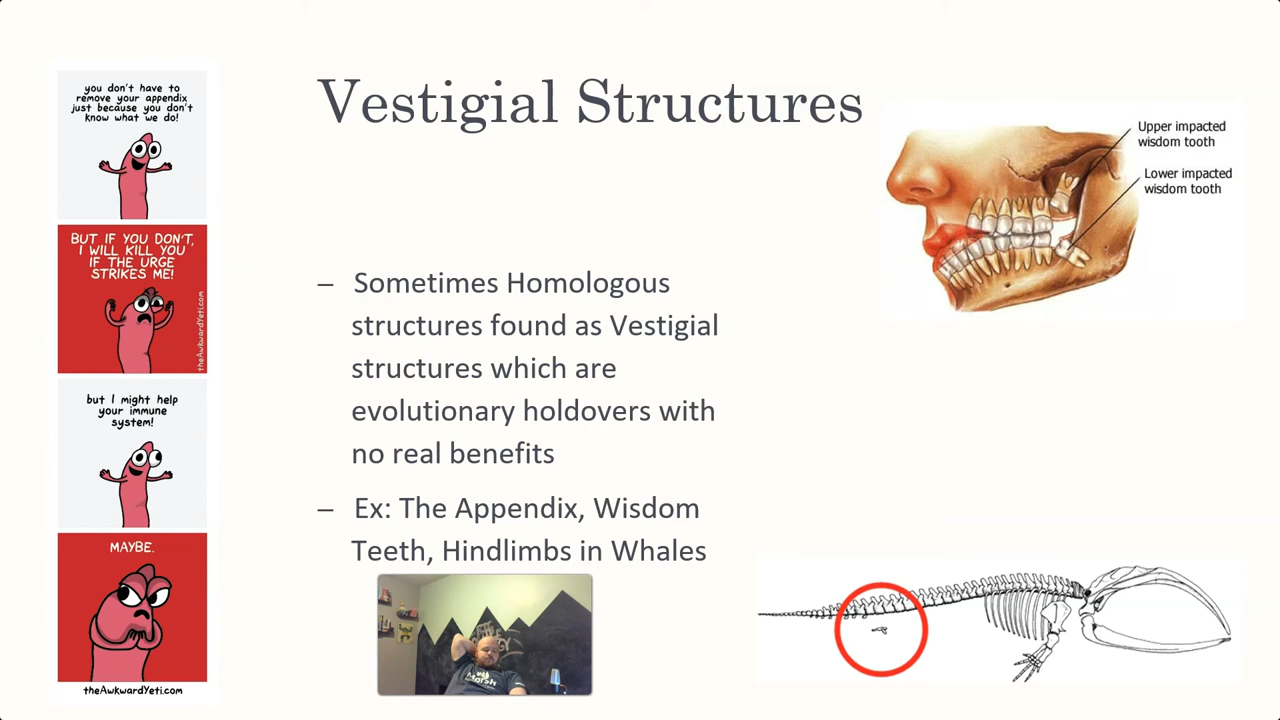 Vestigial Structures
you don't have to
remove your appendix
just because you don't
know what we do!
BUT IF YOU DON'T,
I WILL KILL YOU
IF THE URGE
STRIKES ME!
theAwkwardYeti.com
but I might help
your immune
system!
MAYBE.
theAwkwardYeti.com
– Sometimes Homologous
structures found as Vestigial
structures which are
evolutionary holdovers with
no real benefits
– Ex: The Appendix, Wisdom
Teeth, Hindlimbs in Whales
Upper impacted
wisdom tooth
Lower impacted
wisdom tooth